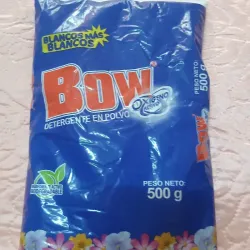 BLANCOS MÁS
BLANCOS
BOW
OXÍGENO
DETERGENTE EN POLVO
PESO NETO:
500 g
PESO NETO:
500 g